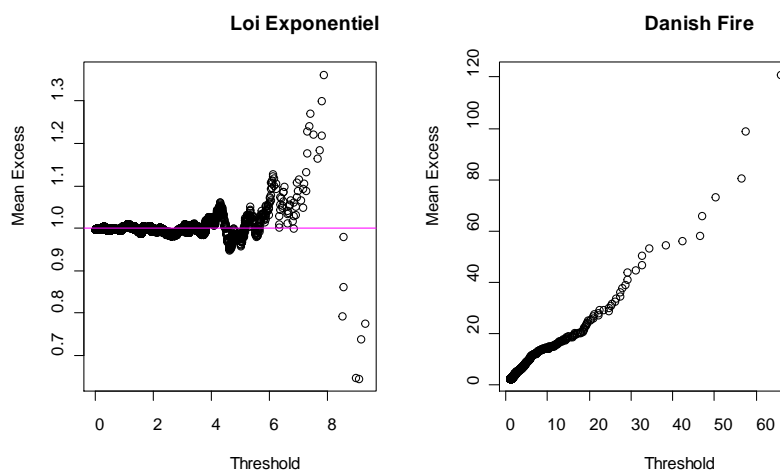 Loi Exponentiel
Mean Excess
0.7 0.8 0.9 1.0 1.1 1.2 1.3
0 2 4 6 8
Threshold
Danish Fire
Mean Excess
0 20 40 60 80 100 120
0 10 20 30 40 50 60
Threshold